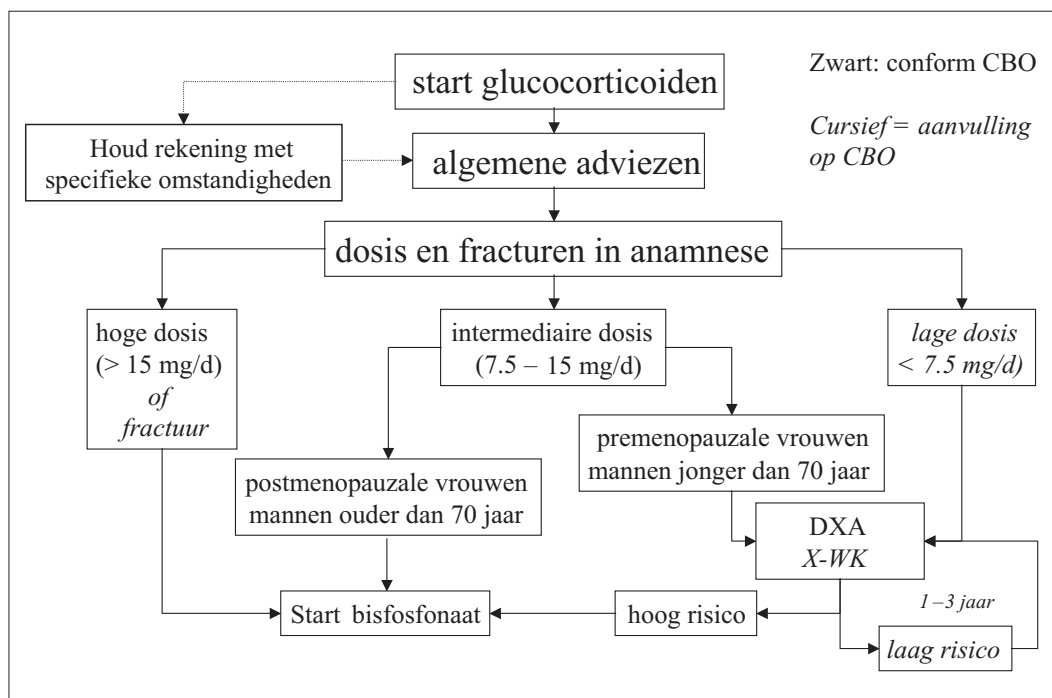 start glucocorticoiden
Zwart: conform CBO
Cursief = aanvulling
op CBO
Houd rekening met
specifieke omstandigheden
algemene adviezen
dosis en fracturen in anamnese
hoge dosis
(> 15 mg/d)
of
fractuur
intermediaire dosis
(7.5 – 15 mg/d)
lage dosis
< 7.5 mg/d)
postmenopauzale vrouwen
mannen ouder dan 70 jaar
premenopauzale vrouwen
mannen jonger dan 70 jaar
DXA
X-WK
Start bisfosfonaat
hoog risico
1–3 jaar
laag risico